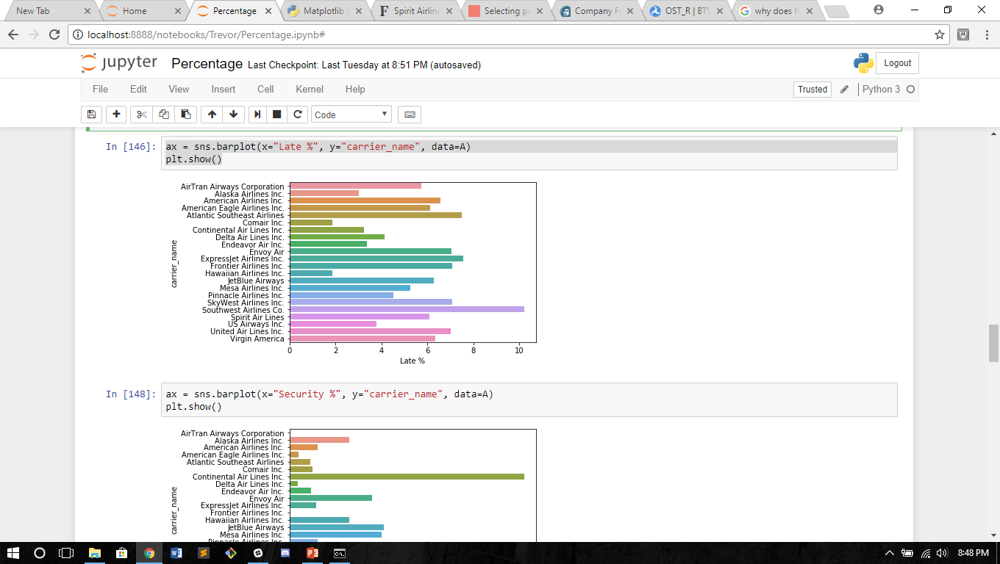 New Tab
Home
Percentage
Matplotlib
Spirit Airline
Selecting pa
Company F
OST_R | BTS
why does h
localhost:8888/notebooks/Trevor/Percentage.ipynb#
jupyter Percentage Last Checkpoint: Last Tuesday at 8:51 PM (autosaved)
Logout
File Edit View Insert Cell Kernel Help
Trusted
Python 3
Code
In [146]: ax = sns.barplot(x="Late %", y="carrier_name", data=A)
plt.show()
carrier_name
AirTran Airways Corporation
Alaska Airlines Inc.
American Airlines Inc.
American Eagle Airlines Inc.
Atlantic Southeast Airlines
Comair Inc.
Continental Air Lines Inc.
Delta Air Lines Inc.
Endeavor Air Inc.
Envoy Air
ExpressJet Airlines Inc.
Frontier Airlines Inc.
Hawaiian Airlines Inc.
JetBlue Airways
Mesa Airlines Inc.
Pinnacle Airlines Inc.
SkyWest Airlines Inc.
Southwest Airlines Co.
Spirit Air Lines
US Airways Inc.
United Air Lines Inc.
Virgin America
0 2 4 6 8 10
Late %
In [148]: ax = sns.barplot(x="Security %", y="carrier_name", data=A)
plt.show()
carrier_name
AirTran Airways Corporation
Alaska Airlines Inc.
American Airlines Inc.
American Eagle Airlines Inc.
Atlantic Southeast Airlines
Comair Inc.
Continental Air Lines Inc.
Delta Air Lines Inc.
Endeavor Air Inc.
Envoy Air
ExpressJet Airlines Inc.
Frontier Airlines Inc.
Hawaiian Airlines Inc.
JetBlue Airways
Mesa Airlines Inc.
Pinnacle Airlines Inc.
8:48 PM